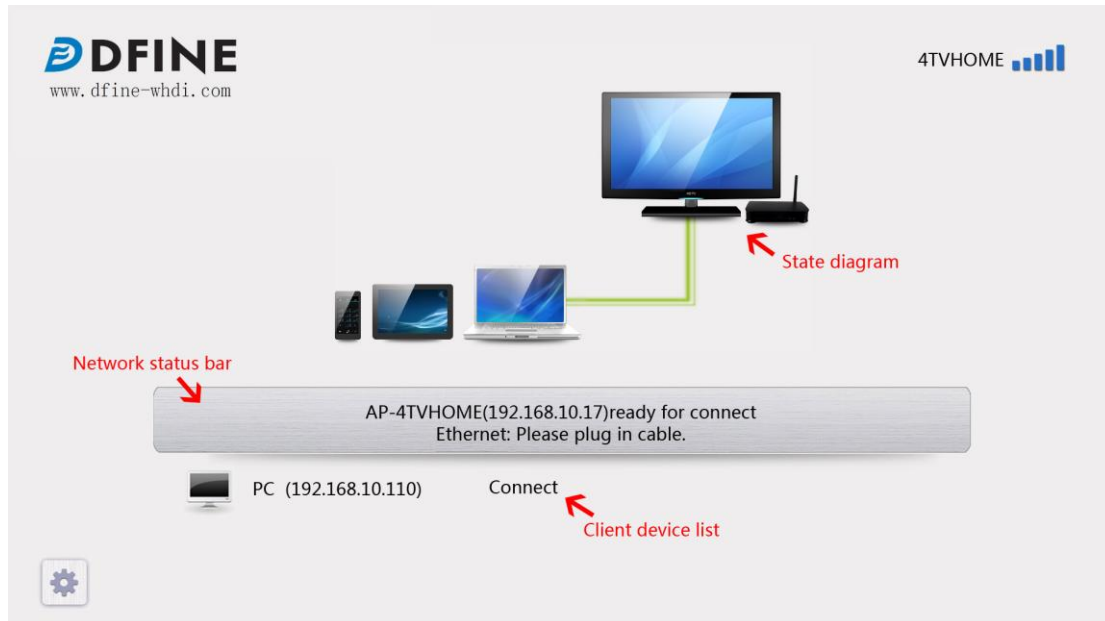 DFINE
www.dfine-whdi.com
4TVHOME
State diagram
Network status bar
AP-4TVHOME(192.168.10.17)ready for connect
Ethernet: Please plug in cable.
PC (192.168.10.110) Connect
Client device list